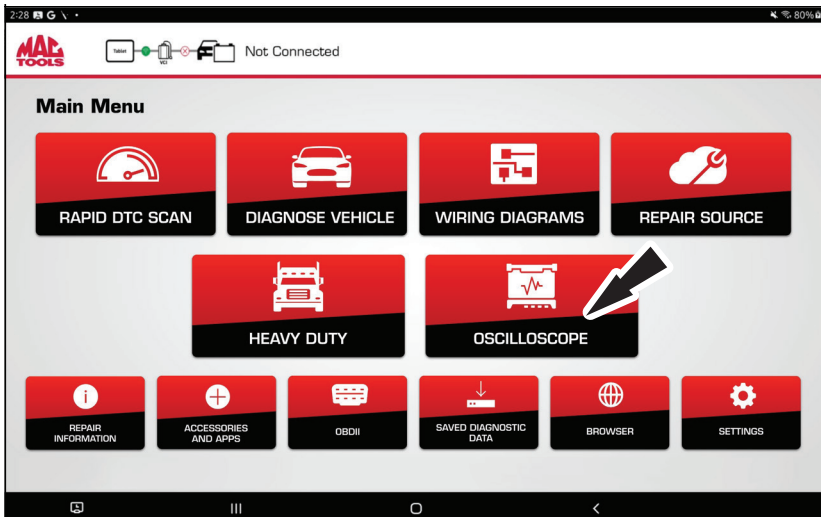 2:28 G
80%
MAC
TOOLS
Tablet
VCI
Not Connected
Main Menu
RAPID DTC SCAN
DIAGNOSE VEHICLE
WIRING DIAGRAMS
REPAIR SOURCE
HEAVY DUTY
OSCILLOSCOPE
REPAIR
INFORMATION
ACCESSORIES
AND APPS
OBDII
SAVED DIAGNOSTIC
DATA
BROWSER
SETTINGS